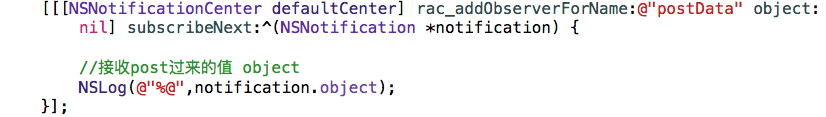 [[[NSNotificationCenter defaultCenter] rac_addObserverForName:@"postData" object:
nil] subscribeNext:^(NSNotification *notification) {
//接收post过来的值 object
NSLog(@"%@",notification.object);
}];